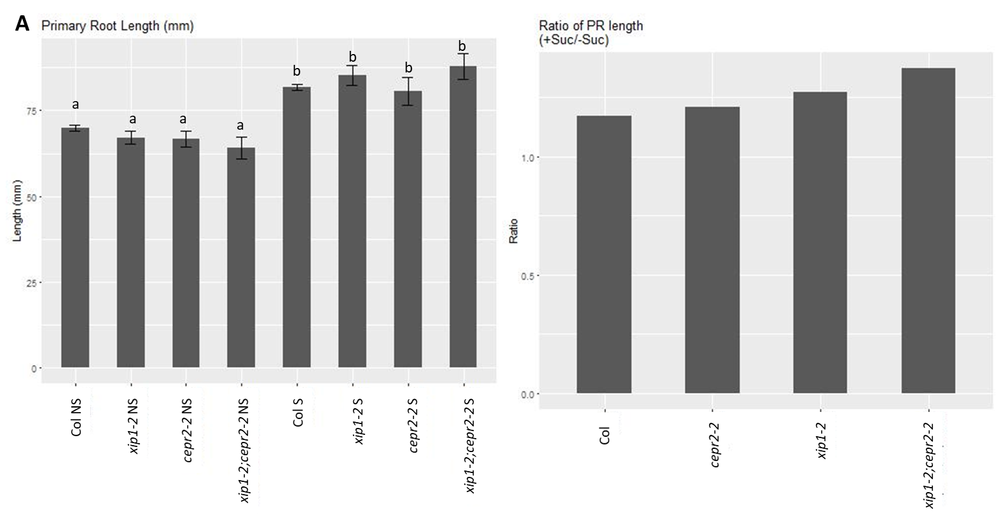 A
Primary Root Length (mm)
a
a
a
a
b
b
b
b
75
50
25
0
Length (mm)
Col NS
xip1-2 NS
cepr2-2 NS
xip1-2;cepr2-2 NS
Col S
xip1-2 S
cepr2-2 S
xip1-2;cepr2-2 S
Ratio of PR length
(+Suc/-Suc)
1.0
0.5
0.0
Ratio
Col
cepr2-2
xip1-2
xip1-2;cepr2-2